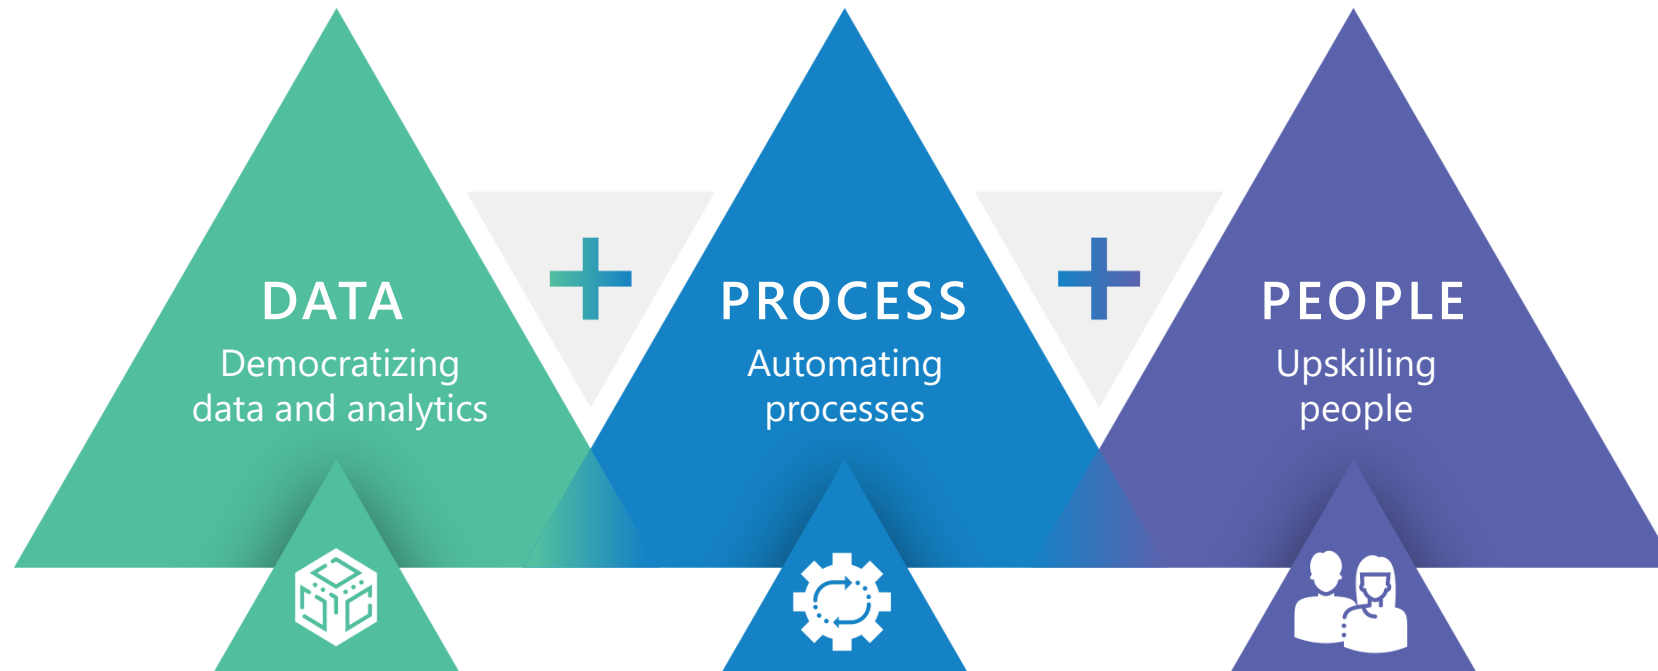 DATA
Democratizing
data and analytics
PROCESS
Automating
processes
PEOPLE
Upskilling
people